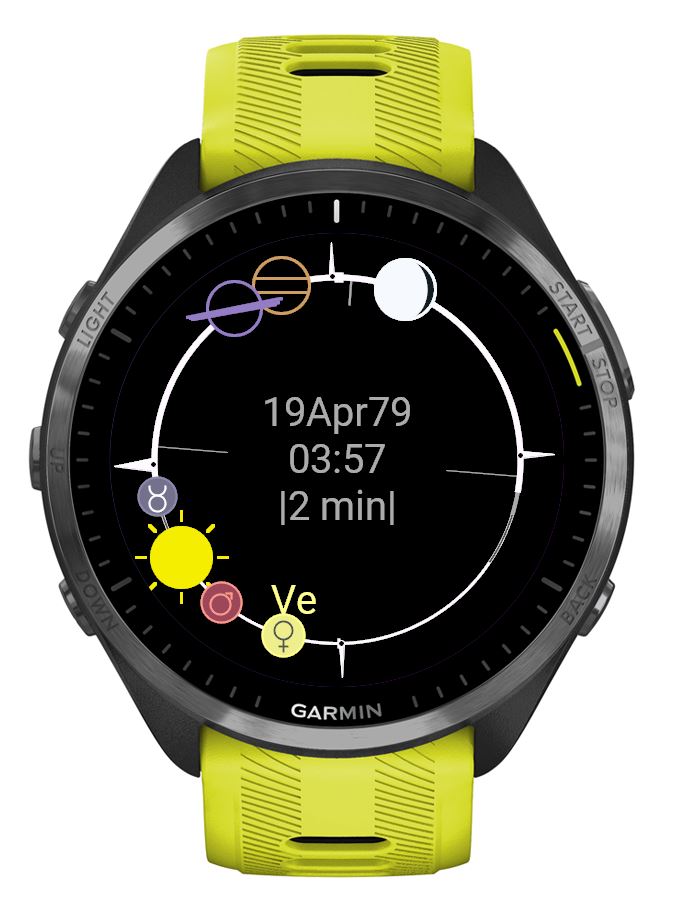 LIGHT
START
STOP
UP
19Apr79
03:57
|2 min|
DOWN
BACK
Ve
GARMIN